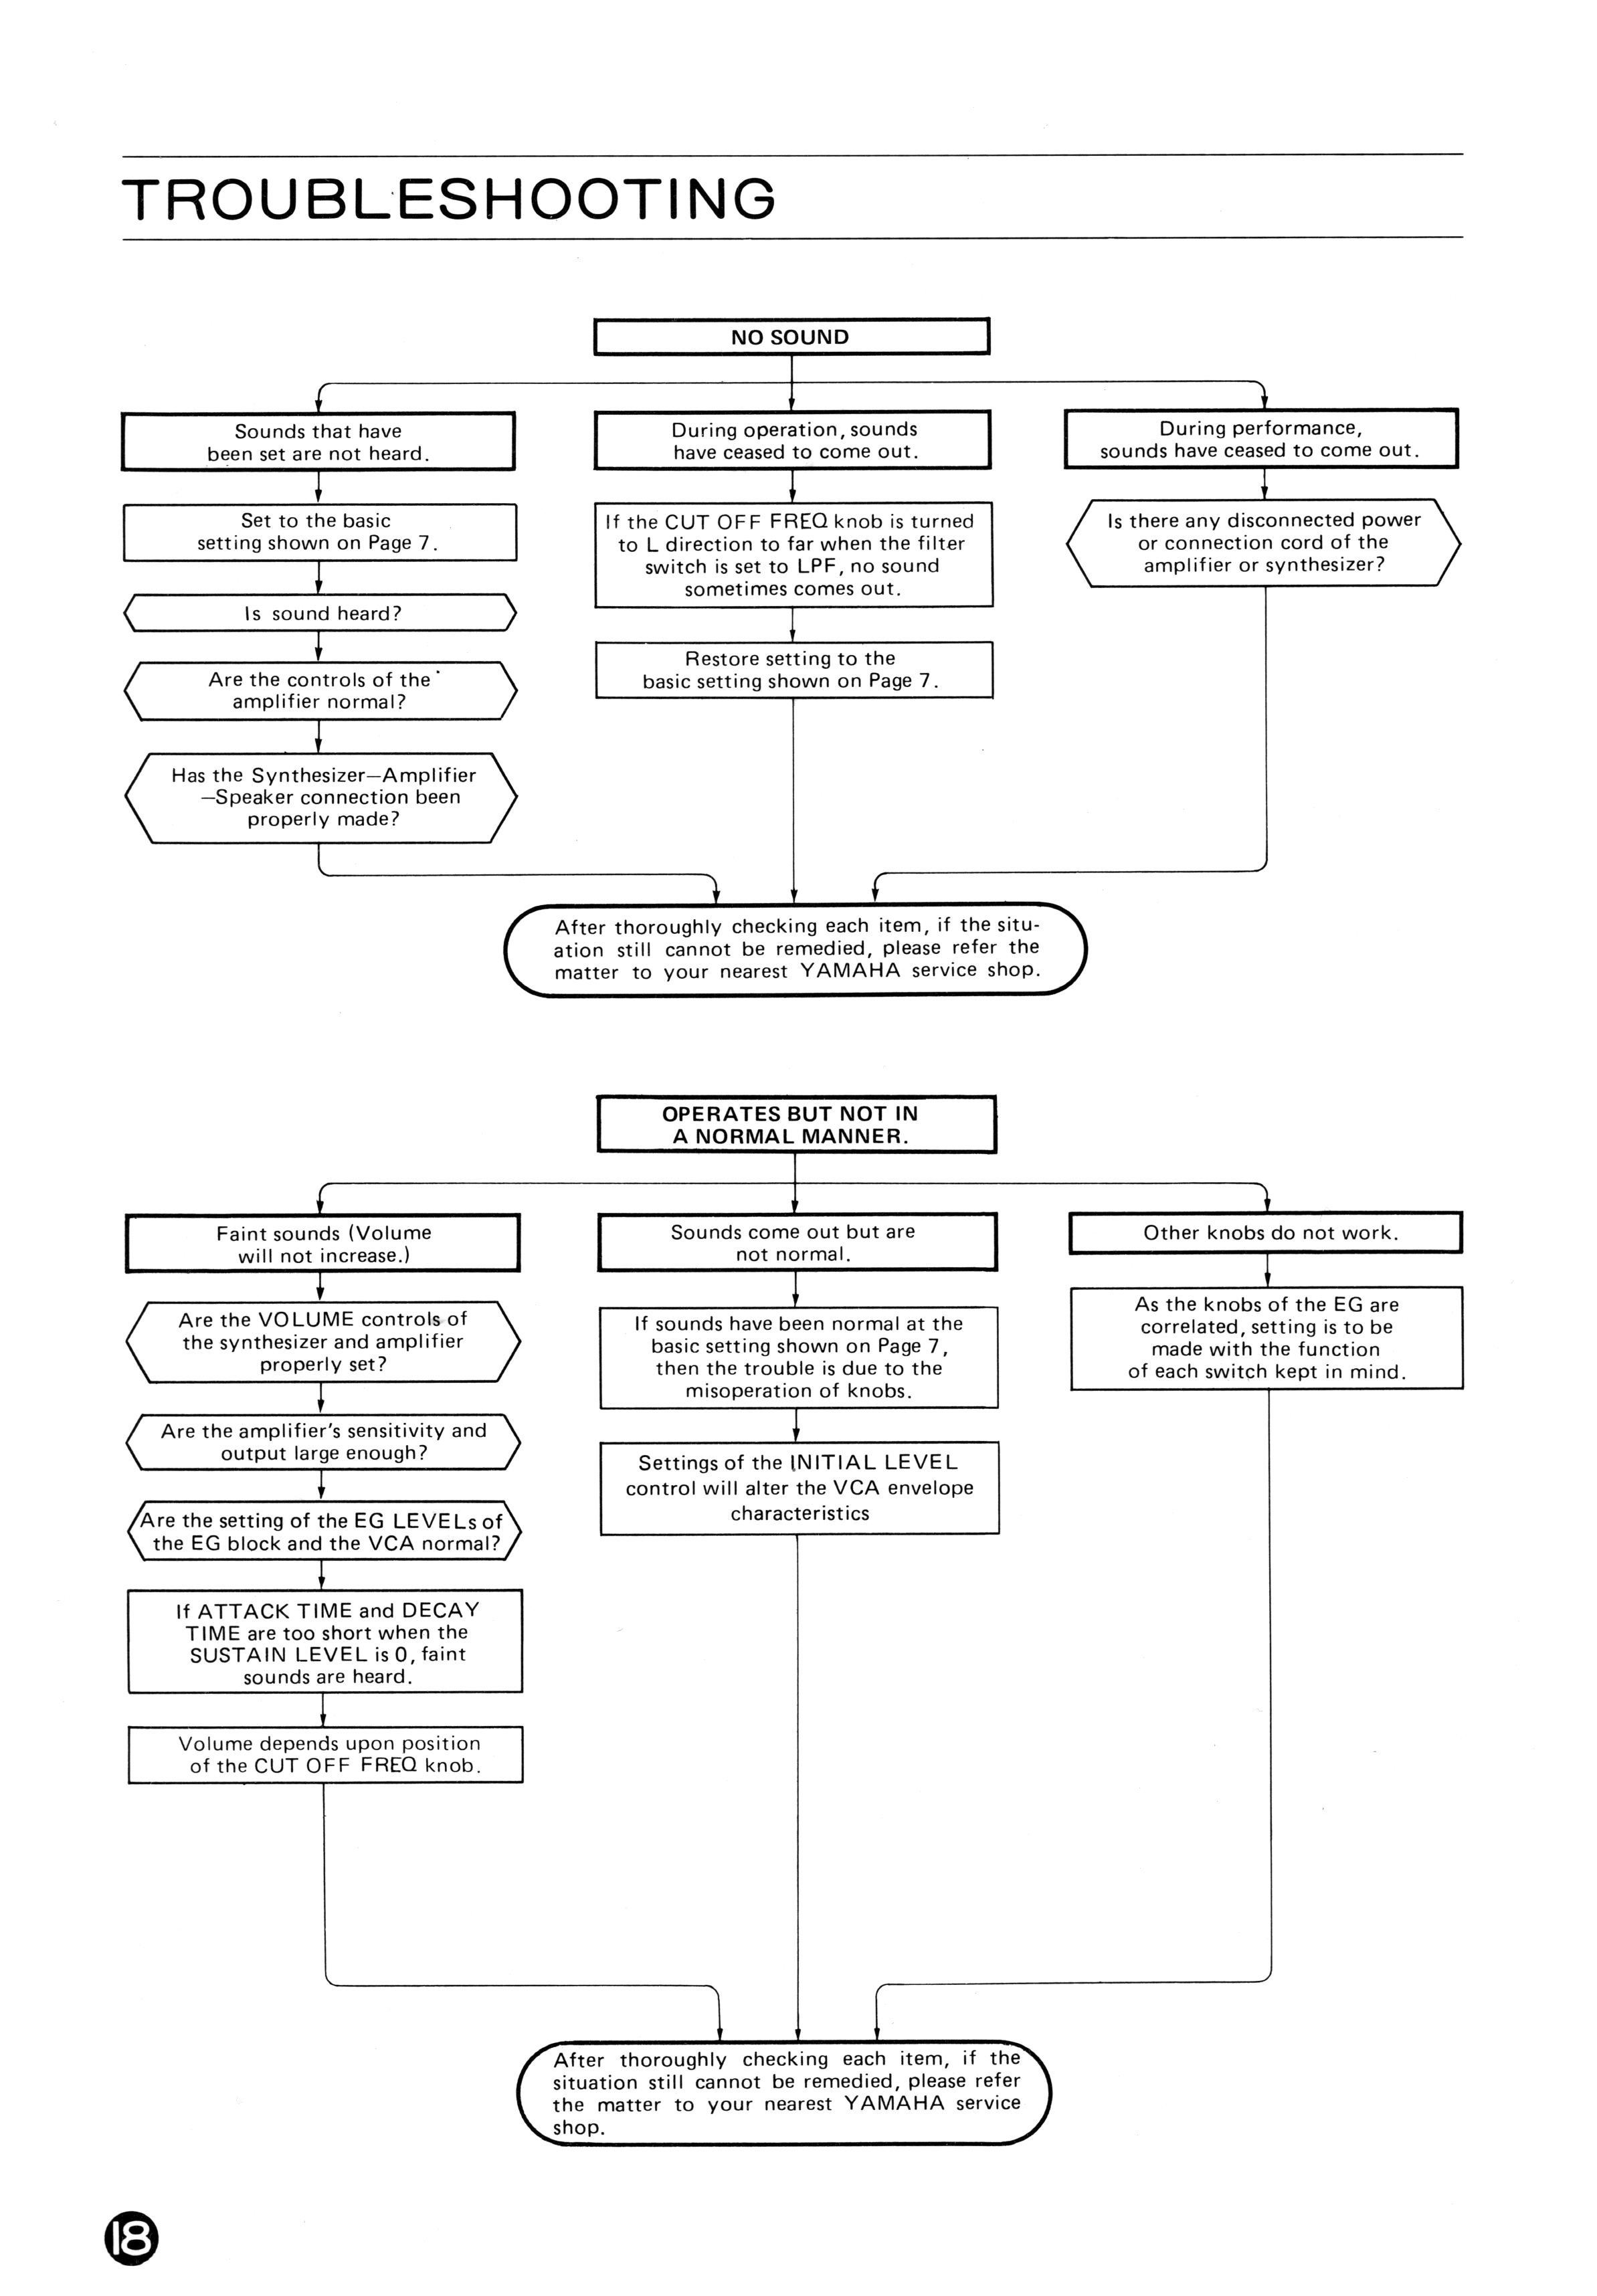 TROUBLESHOOTING
NO SOUND
Sounds that have
been set are not heard.
Set to the basic
setting shown on Page 7.
Is sound heard?
Are the controls of the
amplifier normal?
Has the Synthesizer—Amplifier
—Speaker connection been
properly made?
During operation, sounds
have ceased to come out.
If the CUT OFF FREQ knob is turned
to L direction to far when the filter
switch is set to LPF, no sound
sometimes comes out.
Restore setting to the
basic setting shown on Page 7.
During performance,
sounds have ceased to come out.
Is there any disconnected power
or connection cord of the
amplifier or synthesizer?
After thoroughly checking each item, if the situ-
ation still cannot be remedied, please refer the
matter to your nearest YAMAHA service shop.
OPERATES BUT NOT IN
A NORMAL MANNER.
Faint sounds (Volume
will not increase.)
Are the VOLUME controls of
the synthesizer and amplifier
properly set?
Are the amplifier's sensitivity and
output large enough?
Are the setting of the EG LEVELs of
the EG block and the VCA normal?
If ATTACK TIME and DECAY
TIME are too short when the
SUSTAIN LEVEL is 0, faint
sounds are heard.
Volume depends upon position
of the CUT OFF FREQ knob.
Sounds come out but are
not normal.
If sounds have been normal at the
basic setting shown on Page 7,
then the trouble is due to the
misoperation of knobs.
Settings of the INITIAL LEVEL
control will alter the VCA envelope
characteristics
Other knobs do not work.
As the knobs of the EG are
correlated, setting is to be
made with the function
of each switch kept in mind.
After thoroughly checking each item, if the
situation still cannot be remedied, please refer
the matter to your nearest YAMAHA service
shop.
18